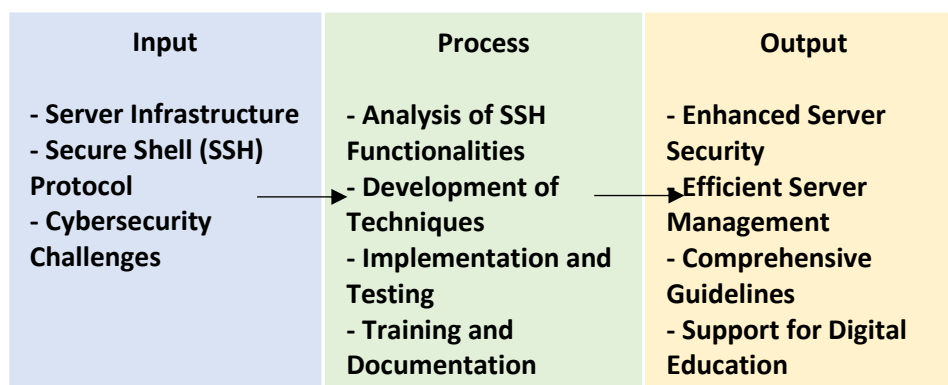 Input
- Server Infrastructure
- Secure Shell (SSH)
Protocol
- Cybersecurity
Challenges
Process
- Analysis of SSH
Functionalities
- Development of
Techniques
- Implementation and
Testing
- Training and
Documentation
Output
- Enhanced Server
Security
- Efficient Server
Management
- Comprehensive
Guidelines
- Support for Digital
Education